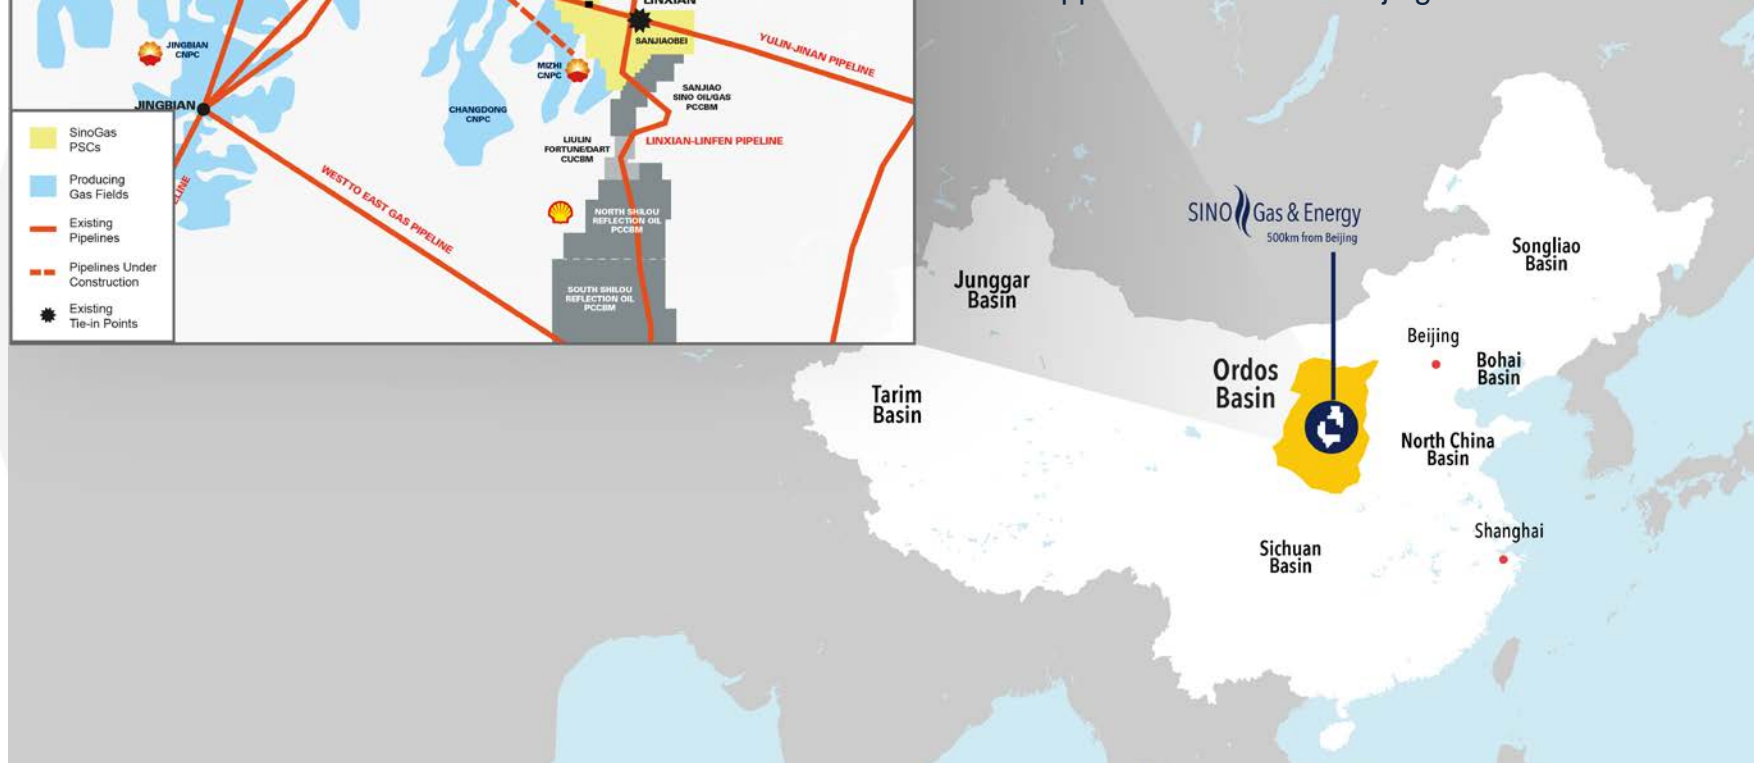 LINXIAN
JINGBIAN
CNPC
SANJIAOBEI
YULIN-JINAN PIPELINE
MIZHI
CNPC
SANJIAO
SINO OIL/GAS
PCCBM
JINGBIAN
CHANGDONG
CNPC
LIULIN
FORTUNE/DART
CUCBM
LINXIAN-LINFEN PIPELINE
WEST TO EAST GAS PIPELINE
NORTH SHILOU
REFLECTION OIL
PCCBM
SOUTH SHILOU
REFLECTION OIL
PCCBM
SinoGas
PSCs
Producing
Gas Fields
Existing
Pipelines
Pipelines Under
Construction
Existing
Tie-in Points
SINO Gas & Energy
500km from Beijing
Songliao
Basin
Junggar
Basin
Beijing
Bohai
Basin
Ordos
Basin
Tarim
Basin
North China
Basin
Shanghai
Sichuan
Basin